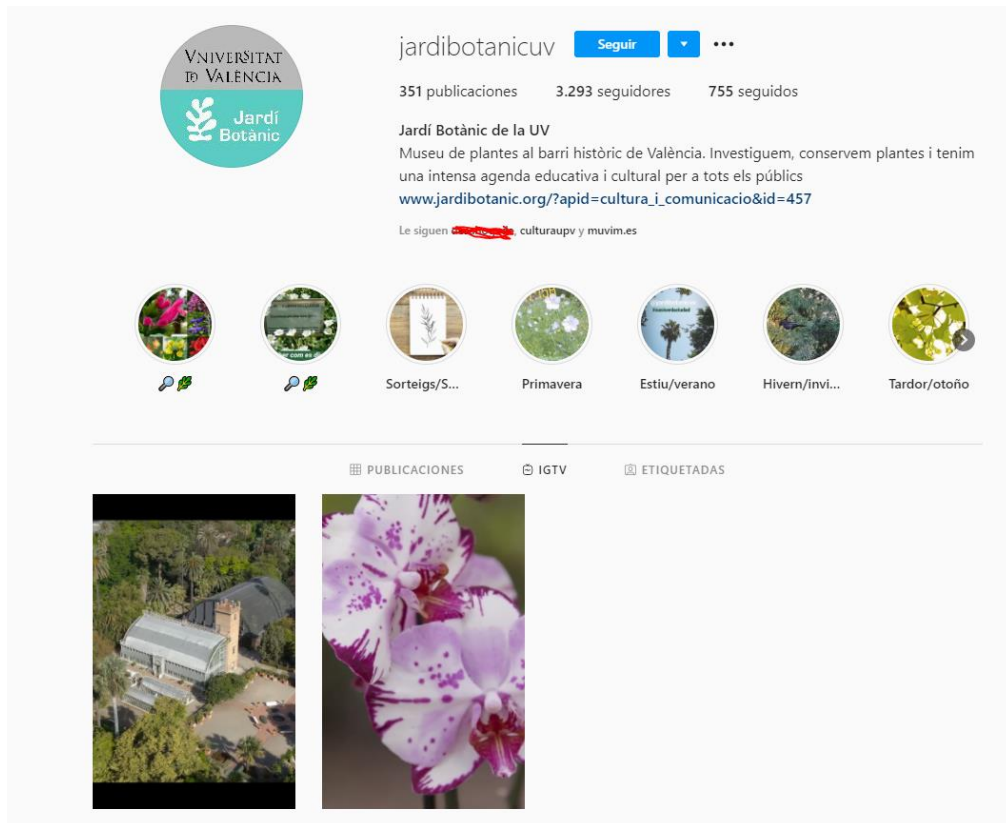 VNIVERSITAT
DE VALÈNCIA
Jardí
Botànic
jardibotanicuv Seguir
351 publicaciones 3.293 seguidores 755 seguidos
Jardí Botànic de la UV
Museu de plantes al barri històric de València. Investiguem, conservem plantes i tenim
una intensa agenda educativa i cultural per a tots els públics
www.jardibotanic.org/?apid=cultura_i_comunicacio&id=457
Le siguen , culturaupv y muvim.es
Sorteigs/S... Primavera Estiu/verano Hivern/invi... Tardor/otoño
PUBLICACIONES IGTV ETIQUETADAS